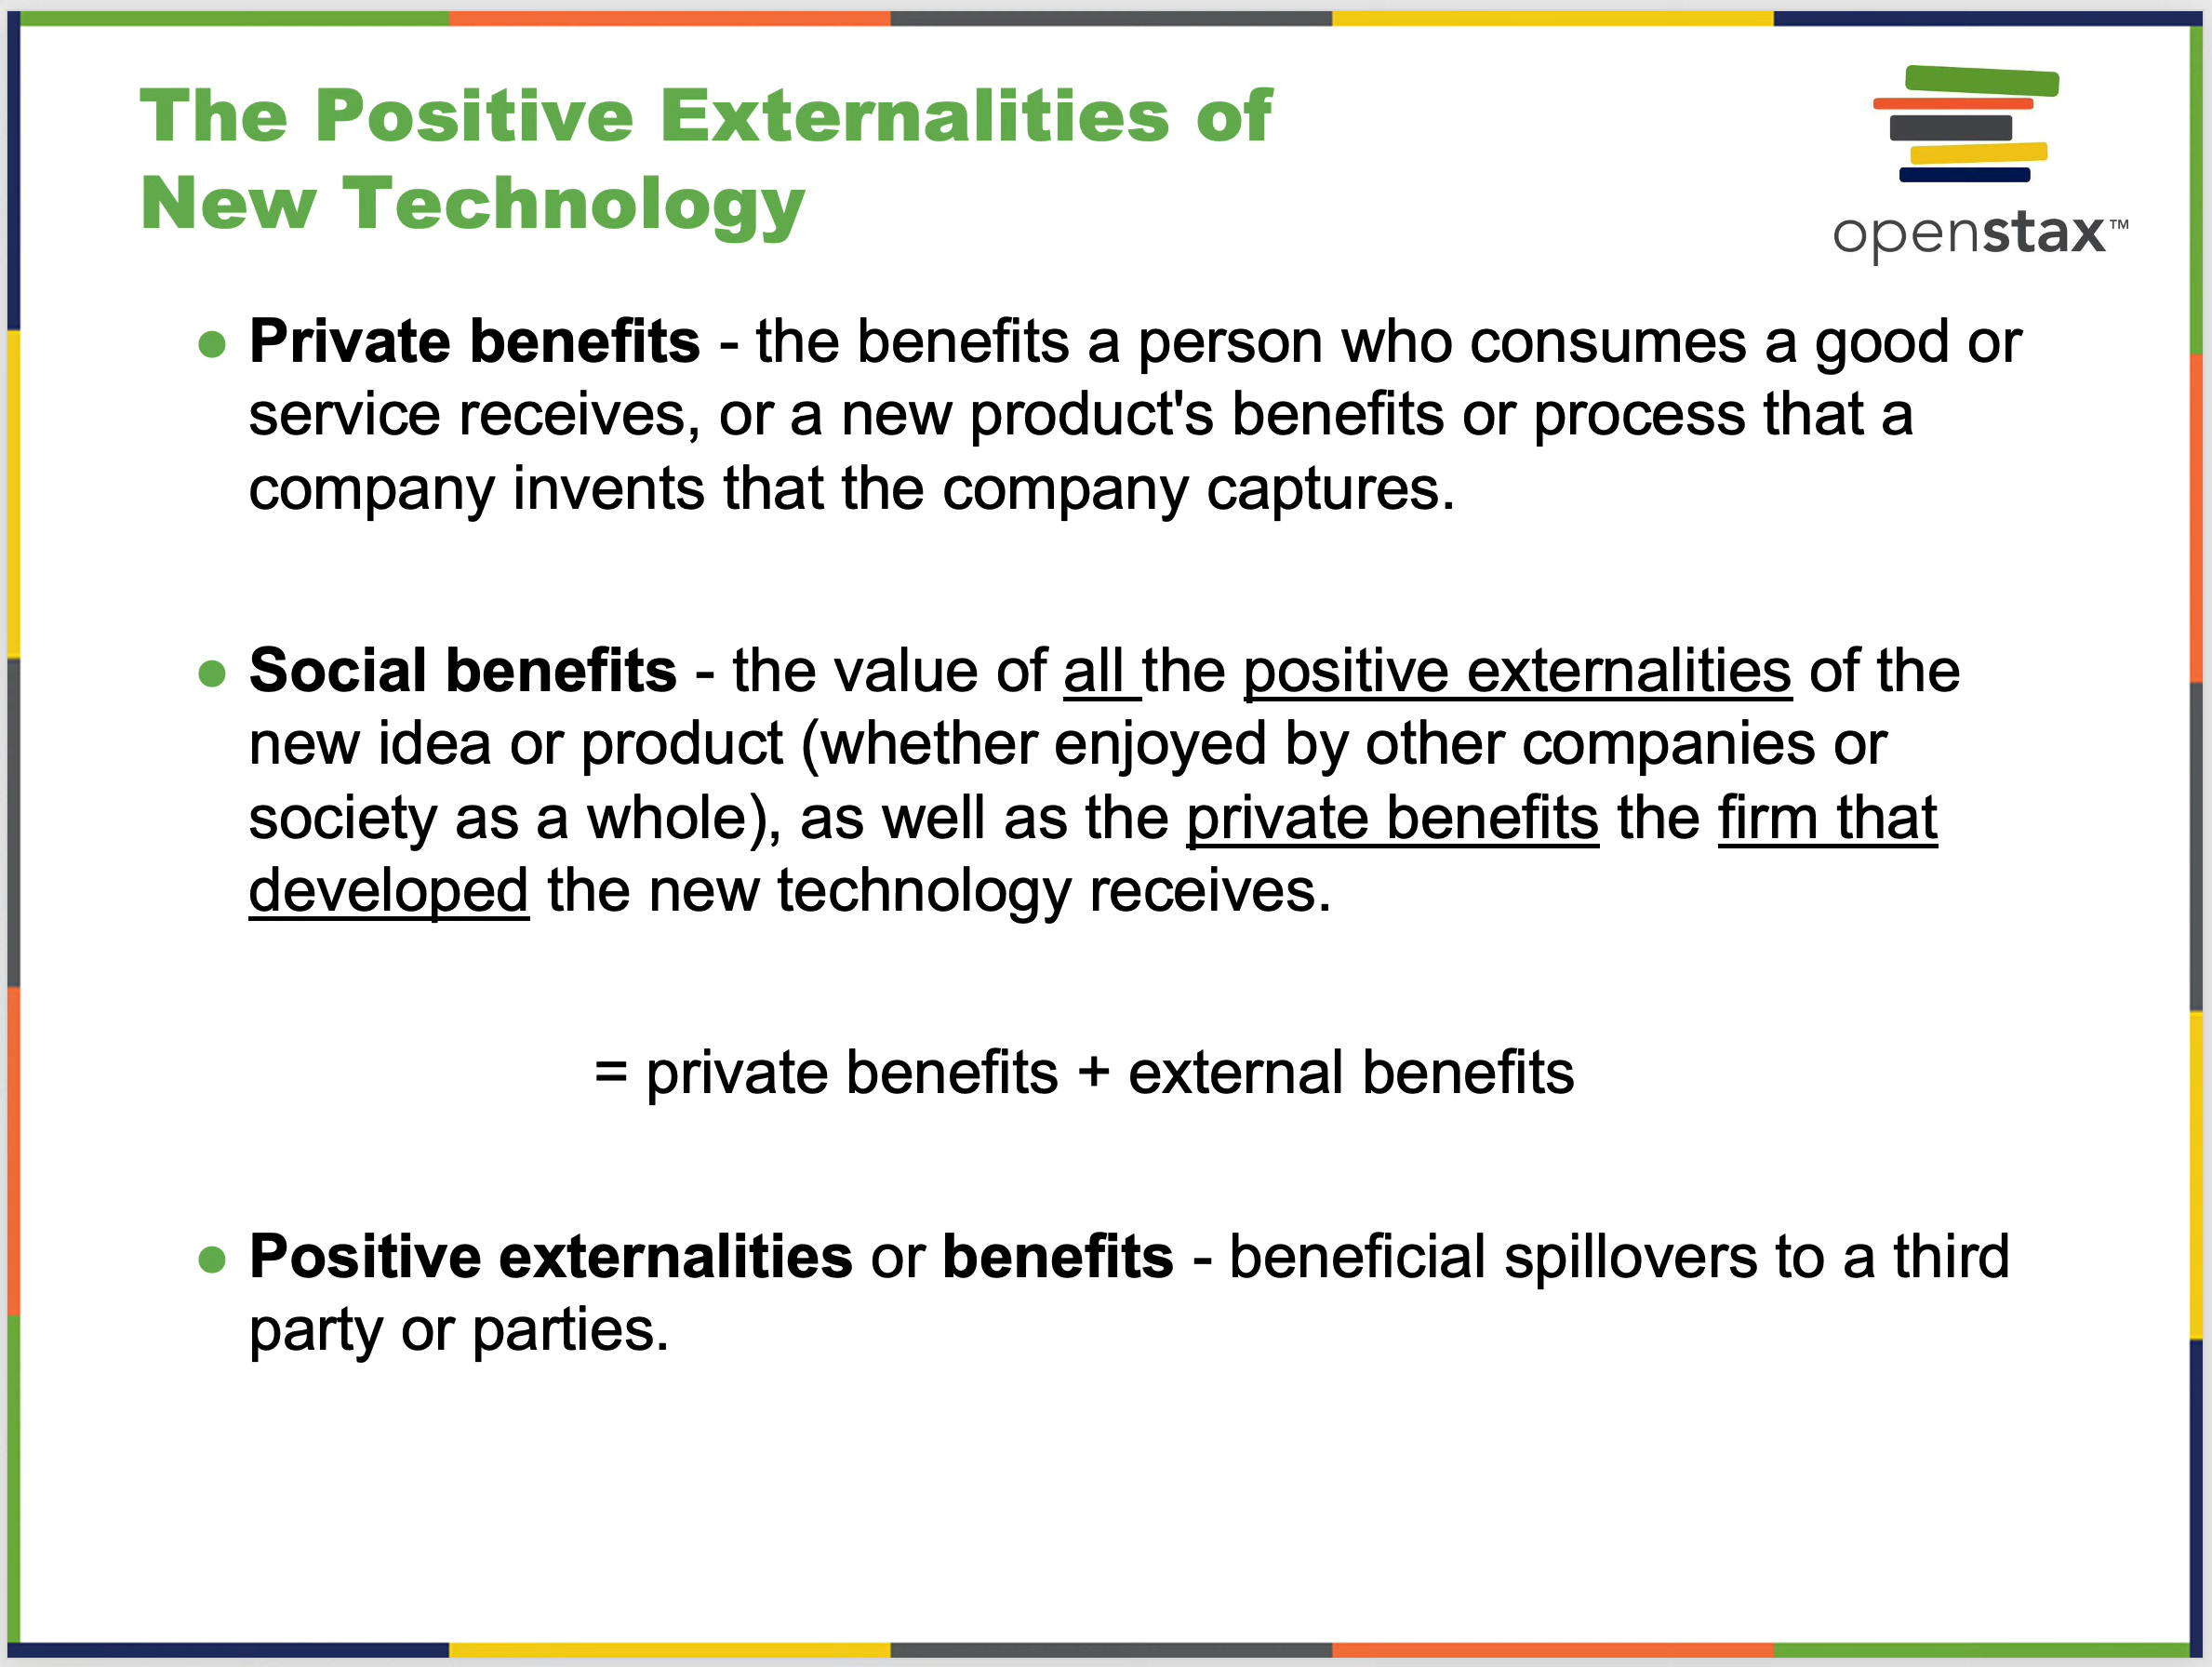 The Positive Externalities of
New Technology
openstax™
● Private benefits - the benefits a person who consumes a good or
service receives, or a new product's benefits or process that a
company invents that the company captures.
● Social benefits - the value of all the positive externalities of the
new idea or product (whether enjoyed by other companies or
society as a whole), as well as the private benefits the firm that
developed the new technology receives.
= private benefits + external benefits
● Positive externalities or benefits - beneficial spillovers to a third
party or parties.